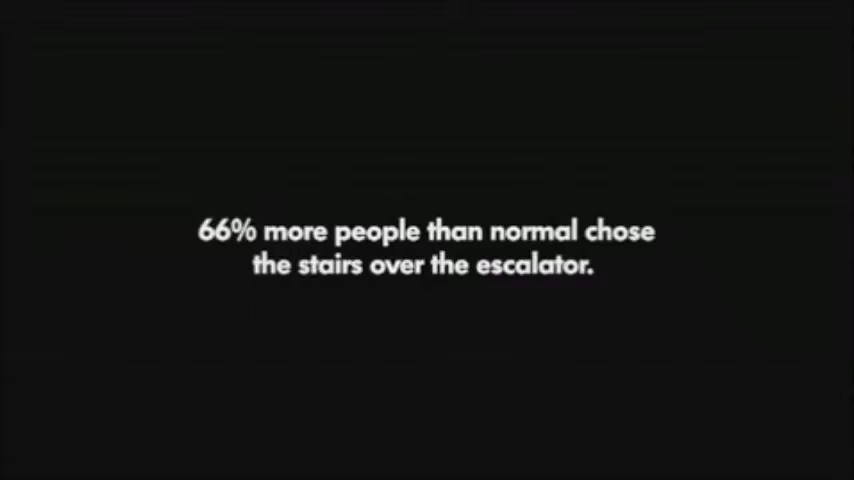 66% more people than normal chose
the stairs over the escalator.